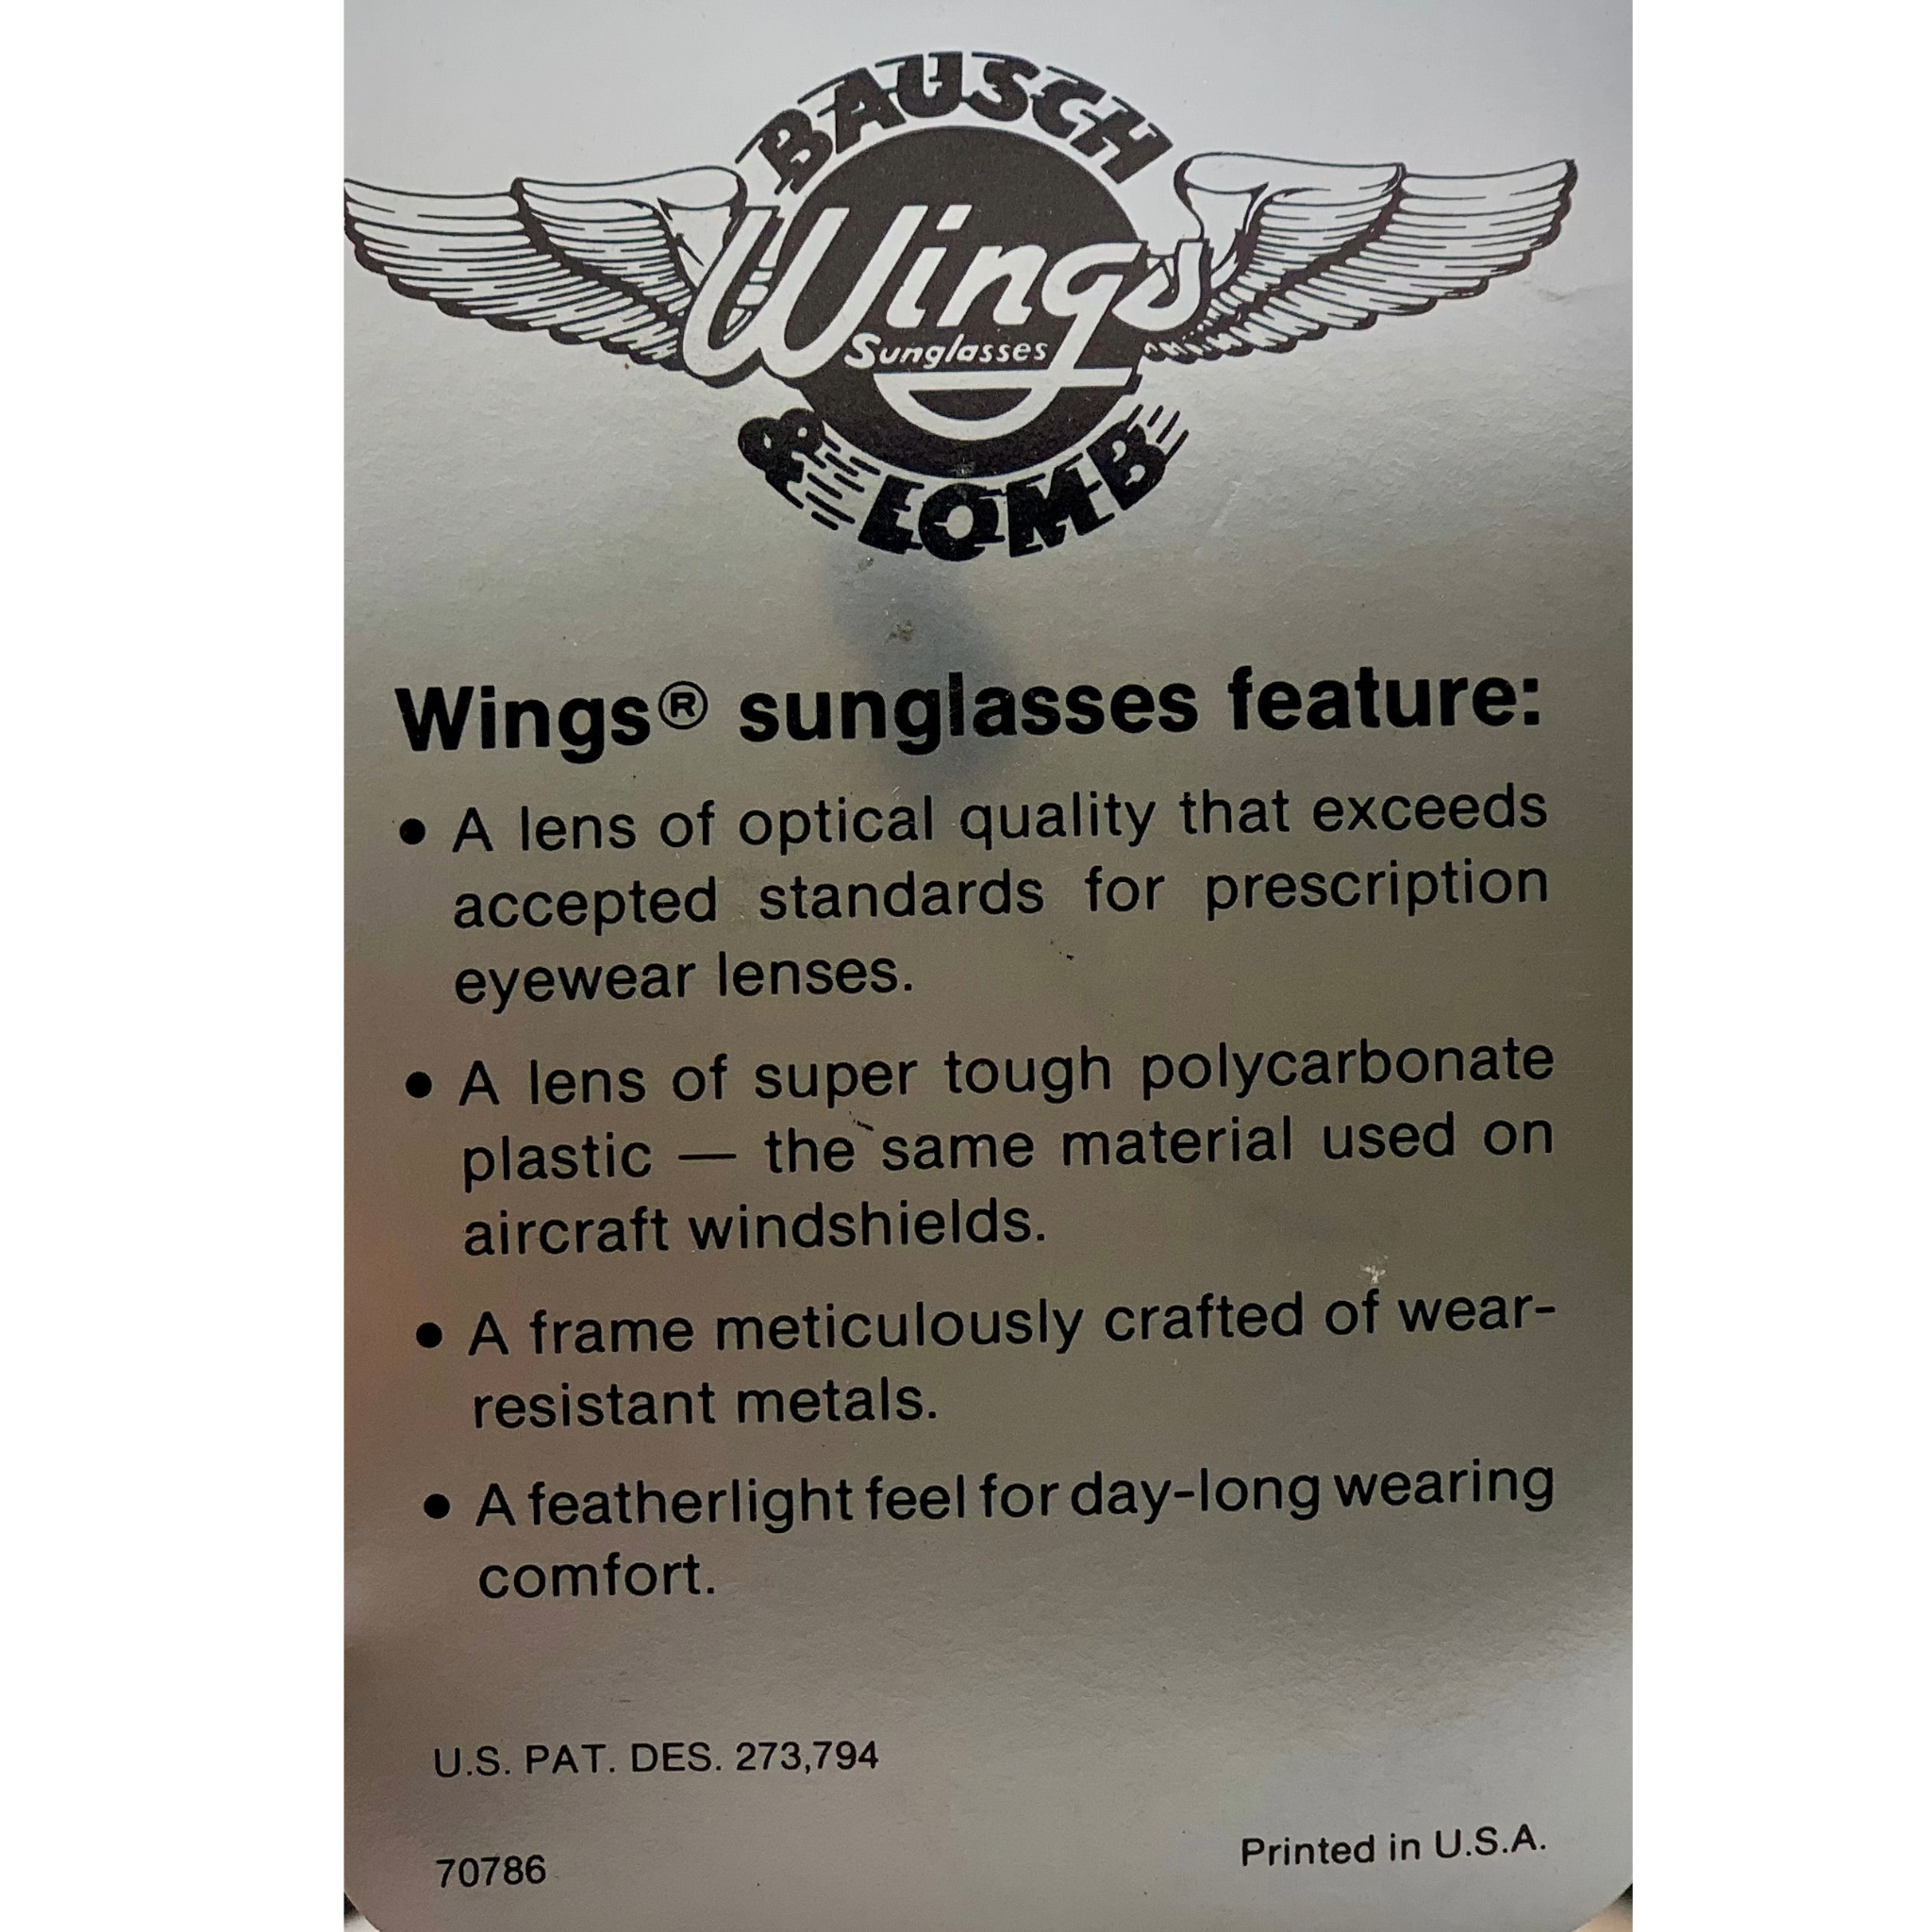 BAUSCH
Wings
Sunglasses
& LOMB
Wings® sunglasses feature:
• A lens of optical quality that exceeds
accepted standards for prescription
eyewear lenses.
• A lens of super tough polycarbonate
plastic — the same material used on
aircraft windshields.
• A frame meticulously crafted of wear-
resistant metals.
• A featherlight feel for day-long wearing
comfort.
U.S. PAT. DES. 273,794
70786
Printed in U.S.A.